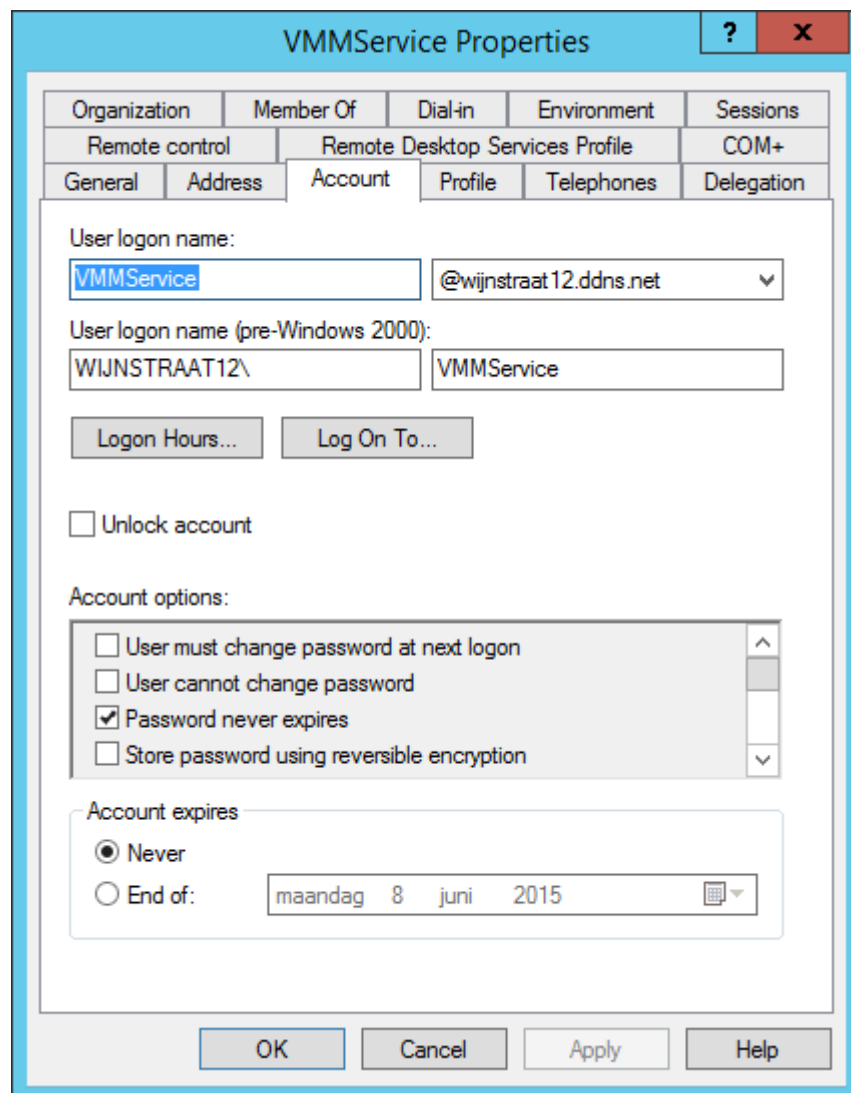 VMMService Properties
? x
Organization Member Of Dial-in Environment Sessions
Remote control Remote Desktop Services Profile COM+
General Address Account Profile Telephones Delegation
User logon name:
VMMService @wijnstraat12.ddns.net
User logon name (pre-Windows 2000):
WIJNSTRAAT12\ VMMService
Logon Hours... Log On To...
Unlock account
Account options:
User must change password at next logon
User cannot change password
Password never expires
Store password using reversible encryption
Account expires
Never
End of: maandag 8 juni 2015
OK Cancel Apply Help